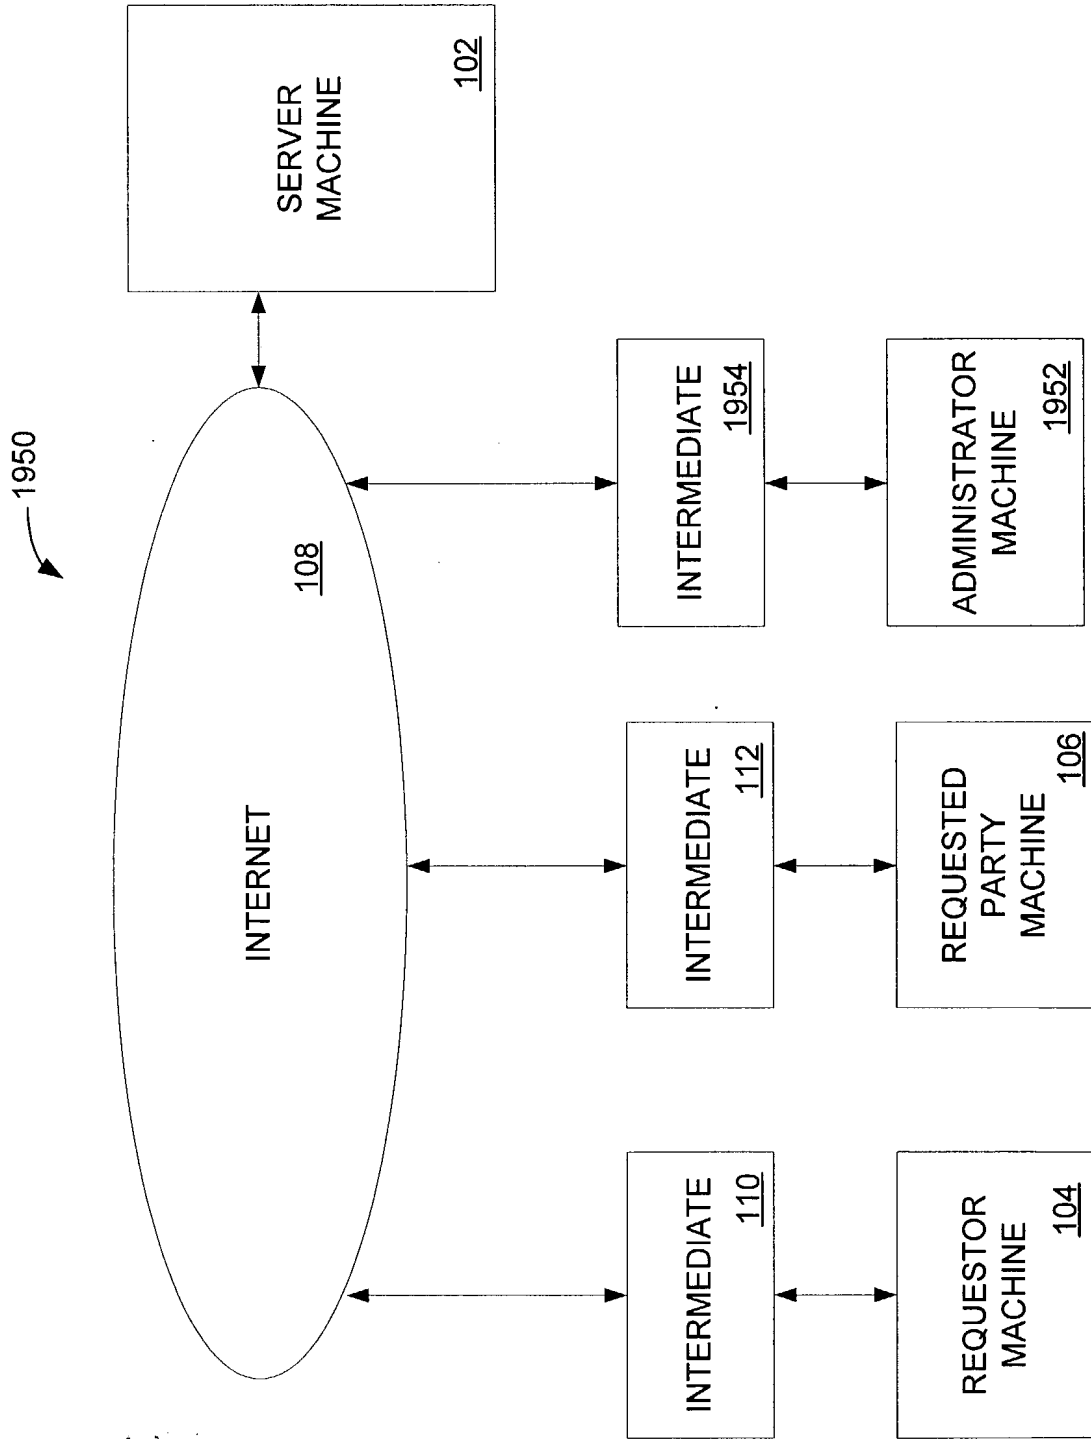 1950
INTERNET
108
SERVER
MACHINE
102
INTERMEDIATE
110
INTERMEDIATE
112
INTERMEDIATE
1954
REQUESTOR
MACHINE
104
REQUESTED
PARTY
MACHINE
106
ADMINISTRATOR
MACHINE
1952